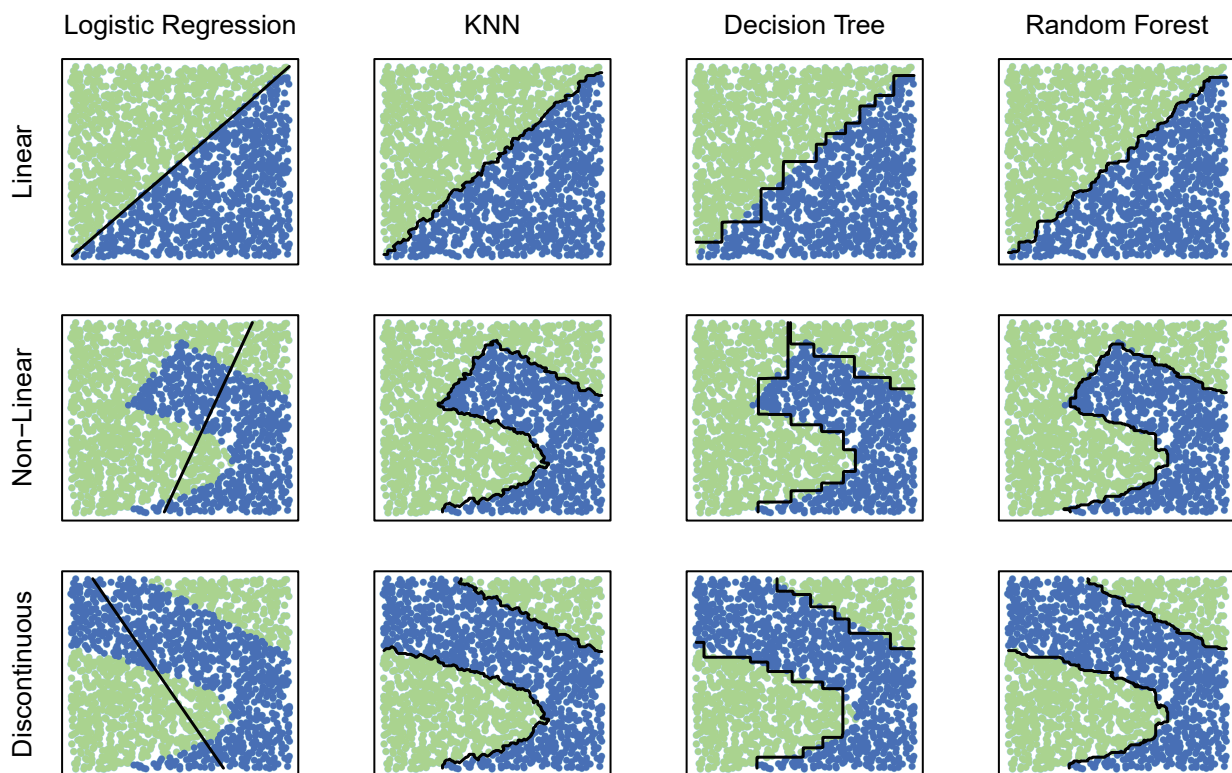 Logistic Regression
KNN
Decision Tree
Random Forest
Linear
Non−Linear
Discontinuous